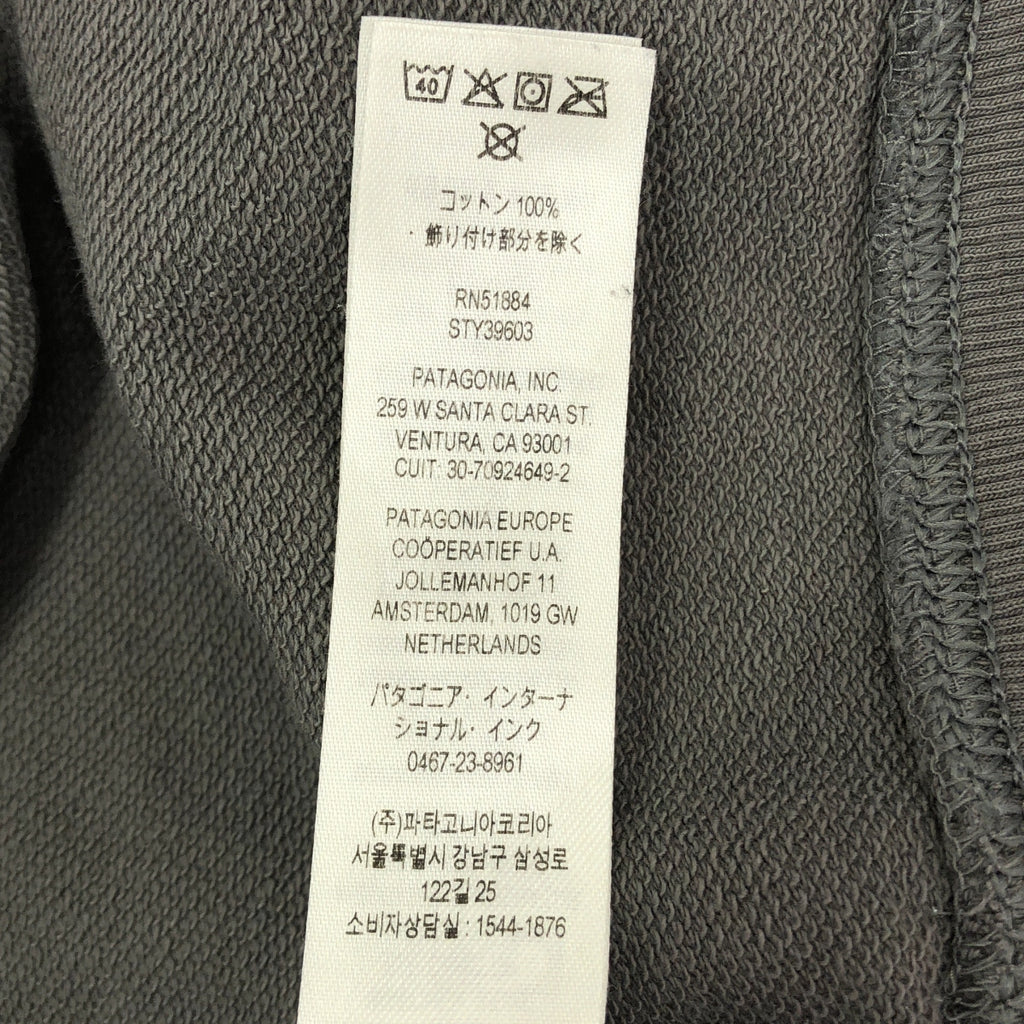 40
コットン 100%
・飾り付け部分を除く
RN51884
STY39603
PATAGONIA, INC.
259 W SANTA CLARA ST.
VENTURA, CA 93001
CUIT: 30-70924649-2
PATAGONIA EUROPE
COÖPERATIEF U.A.
JOLLEMANHOF 11
AMSTERDAM, 1019 GW
NETHERLANDS
パタゴニア・インターナ
ショナル・インク
0467-23-8961
(주)파타고니아코리아
서울특별시 강남구 삼성로
122길 25
소비자상담실 : 1544-1876